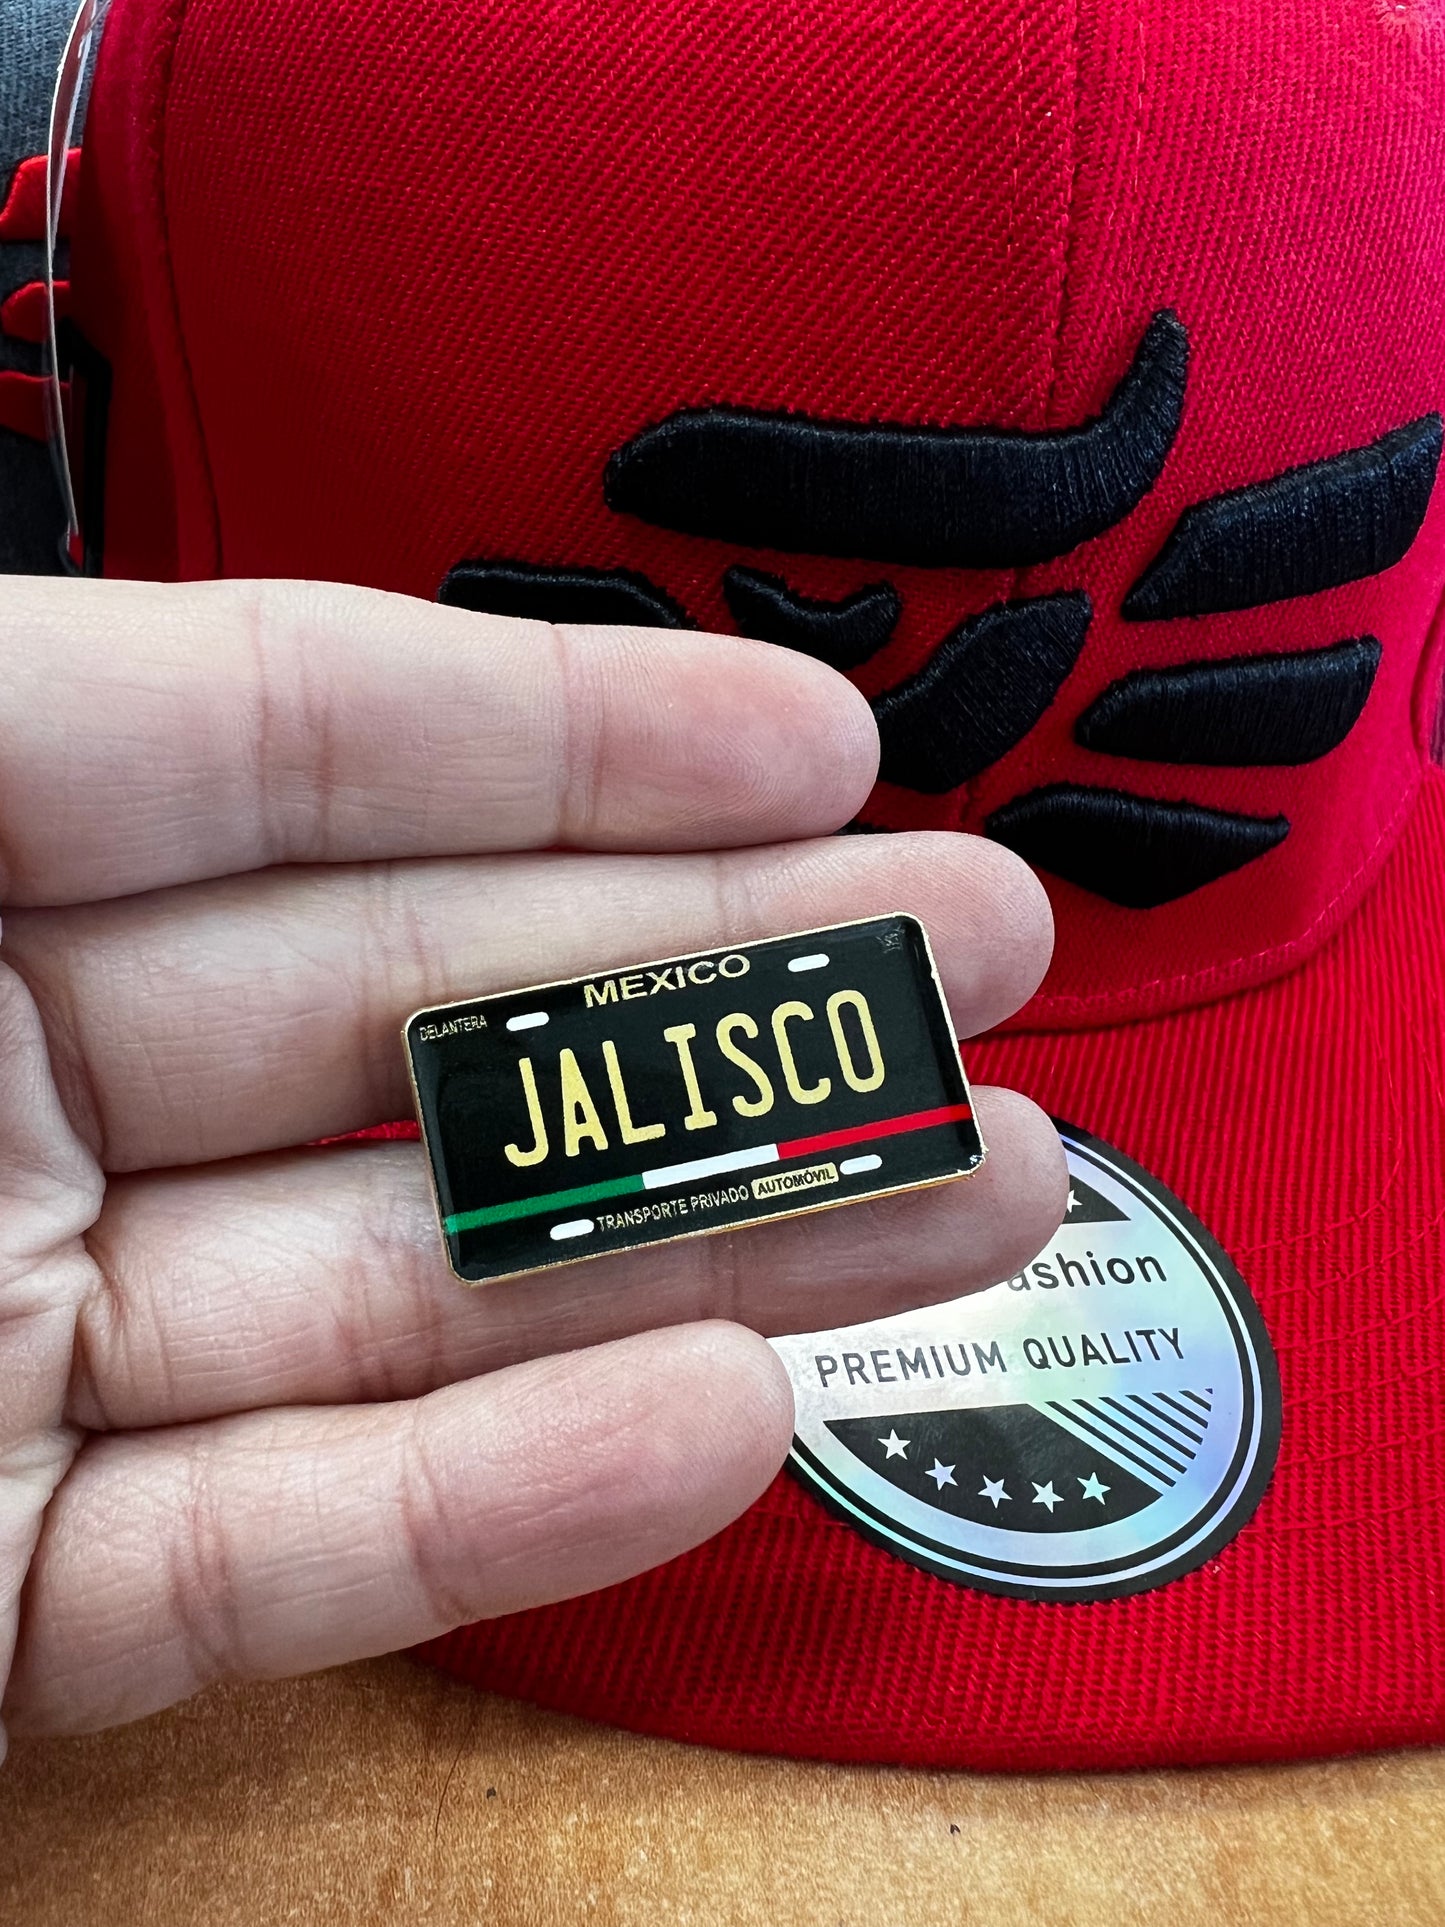 MEXICO
DELANTERA
JALISCO
TRANSPORTE PRIVADO AUTOMÓVIL
PREMIUM QUALITY